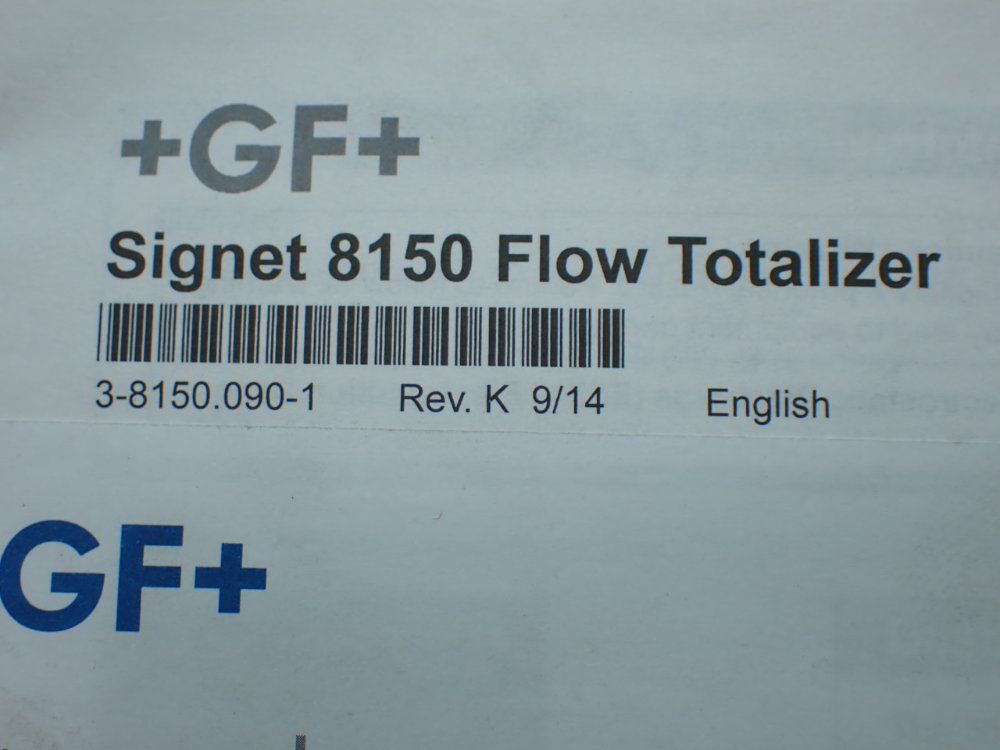 +GF+
Signet 8150 Flow Totalizer
3-8150.090-1 Rev. K 9/14 English
GF+